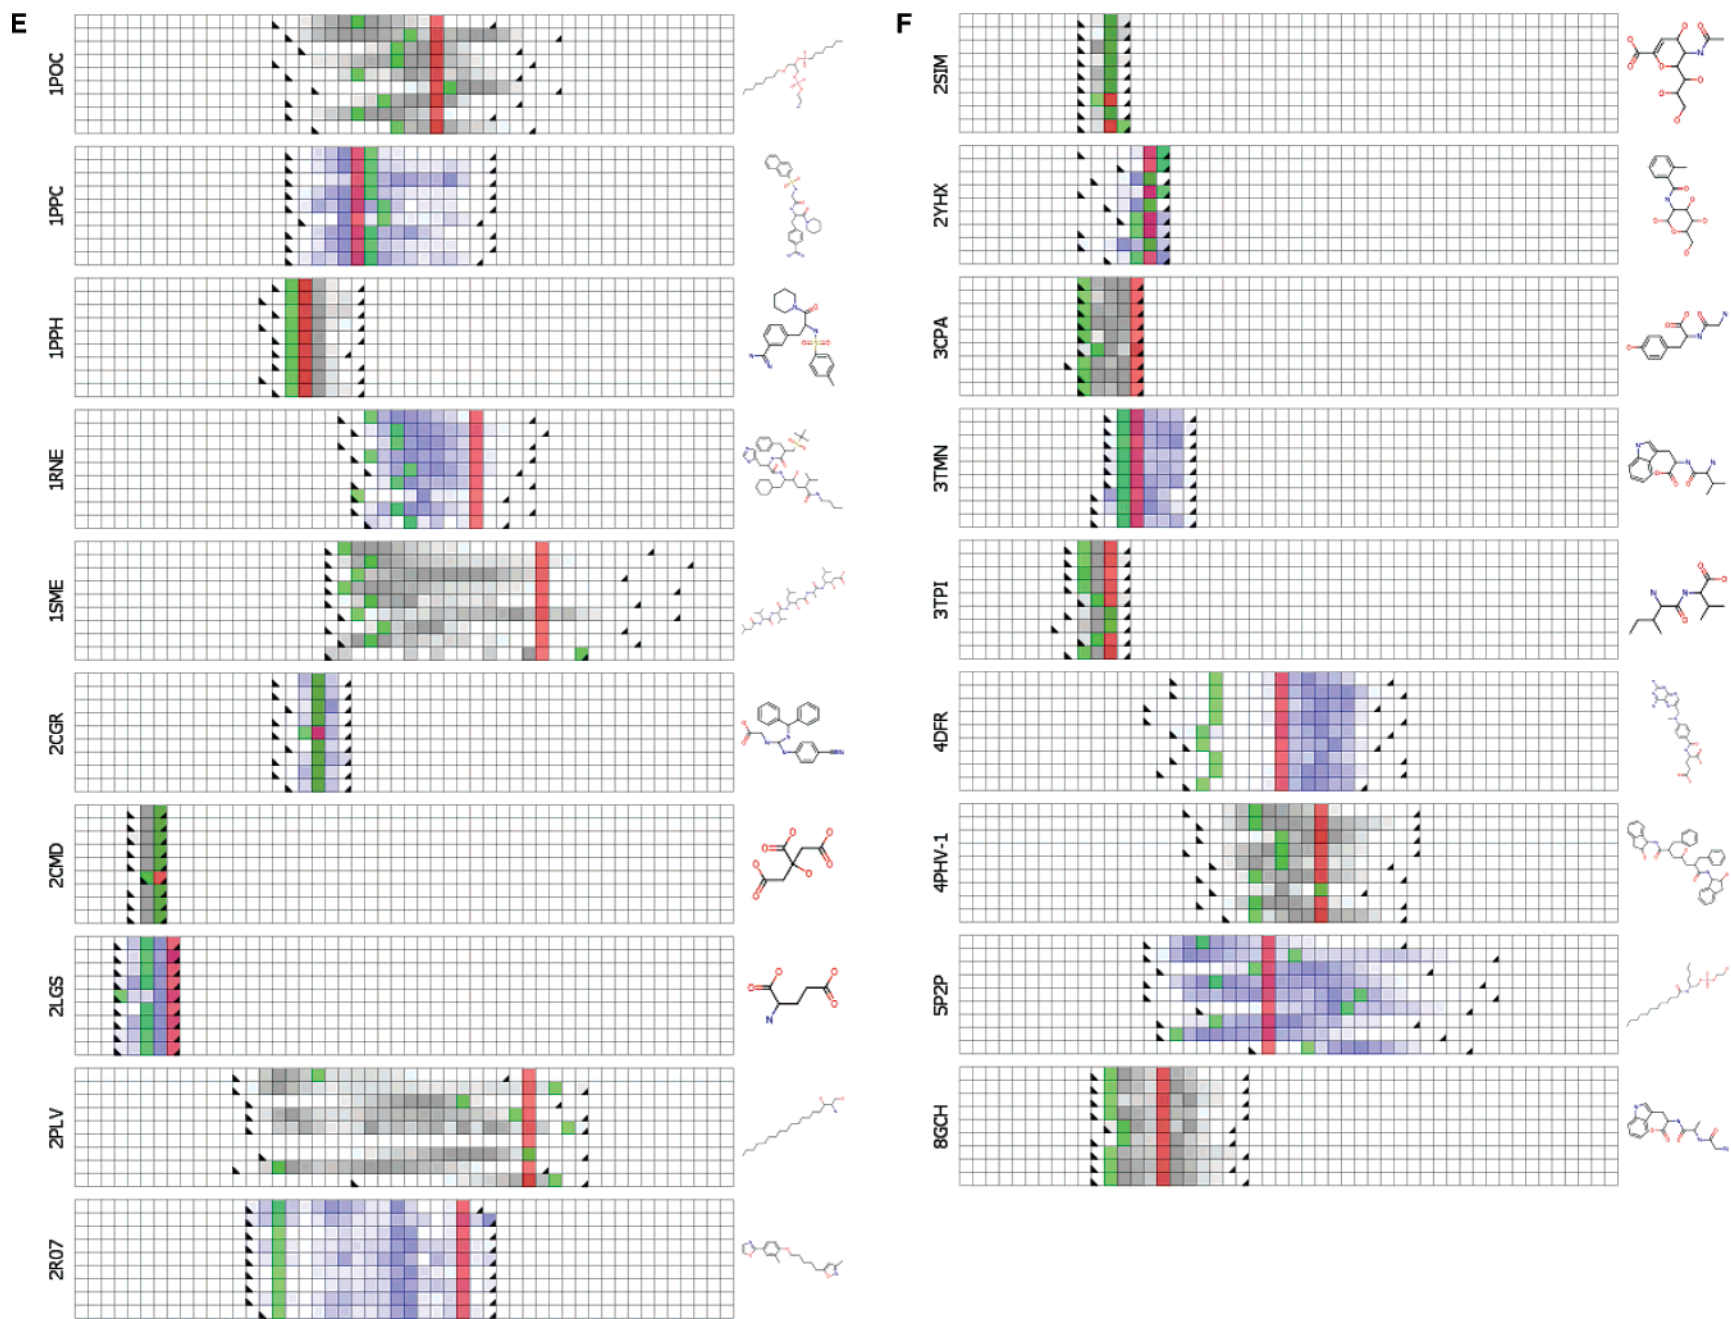 E
1POC
1PPC
1PPH
1RNE
1SME
2CGR
2CMD
2LGS
2PLV
2R07
F
2SIM
2YHX
3CPA
3TMN
3TPI
4DFR
4PHV-1
5P2P
8GCH